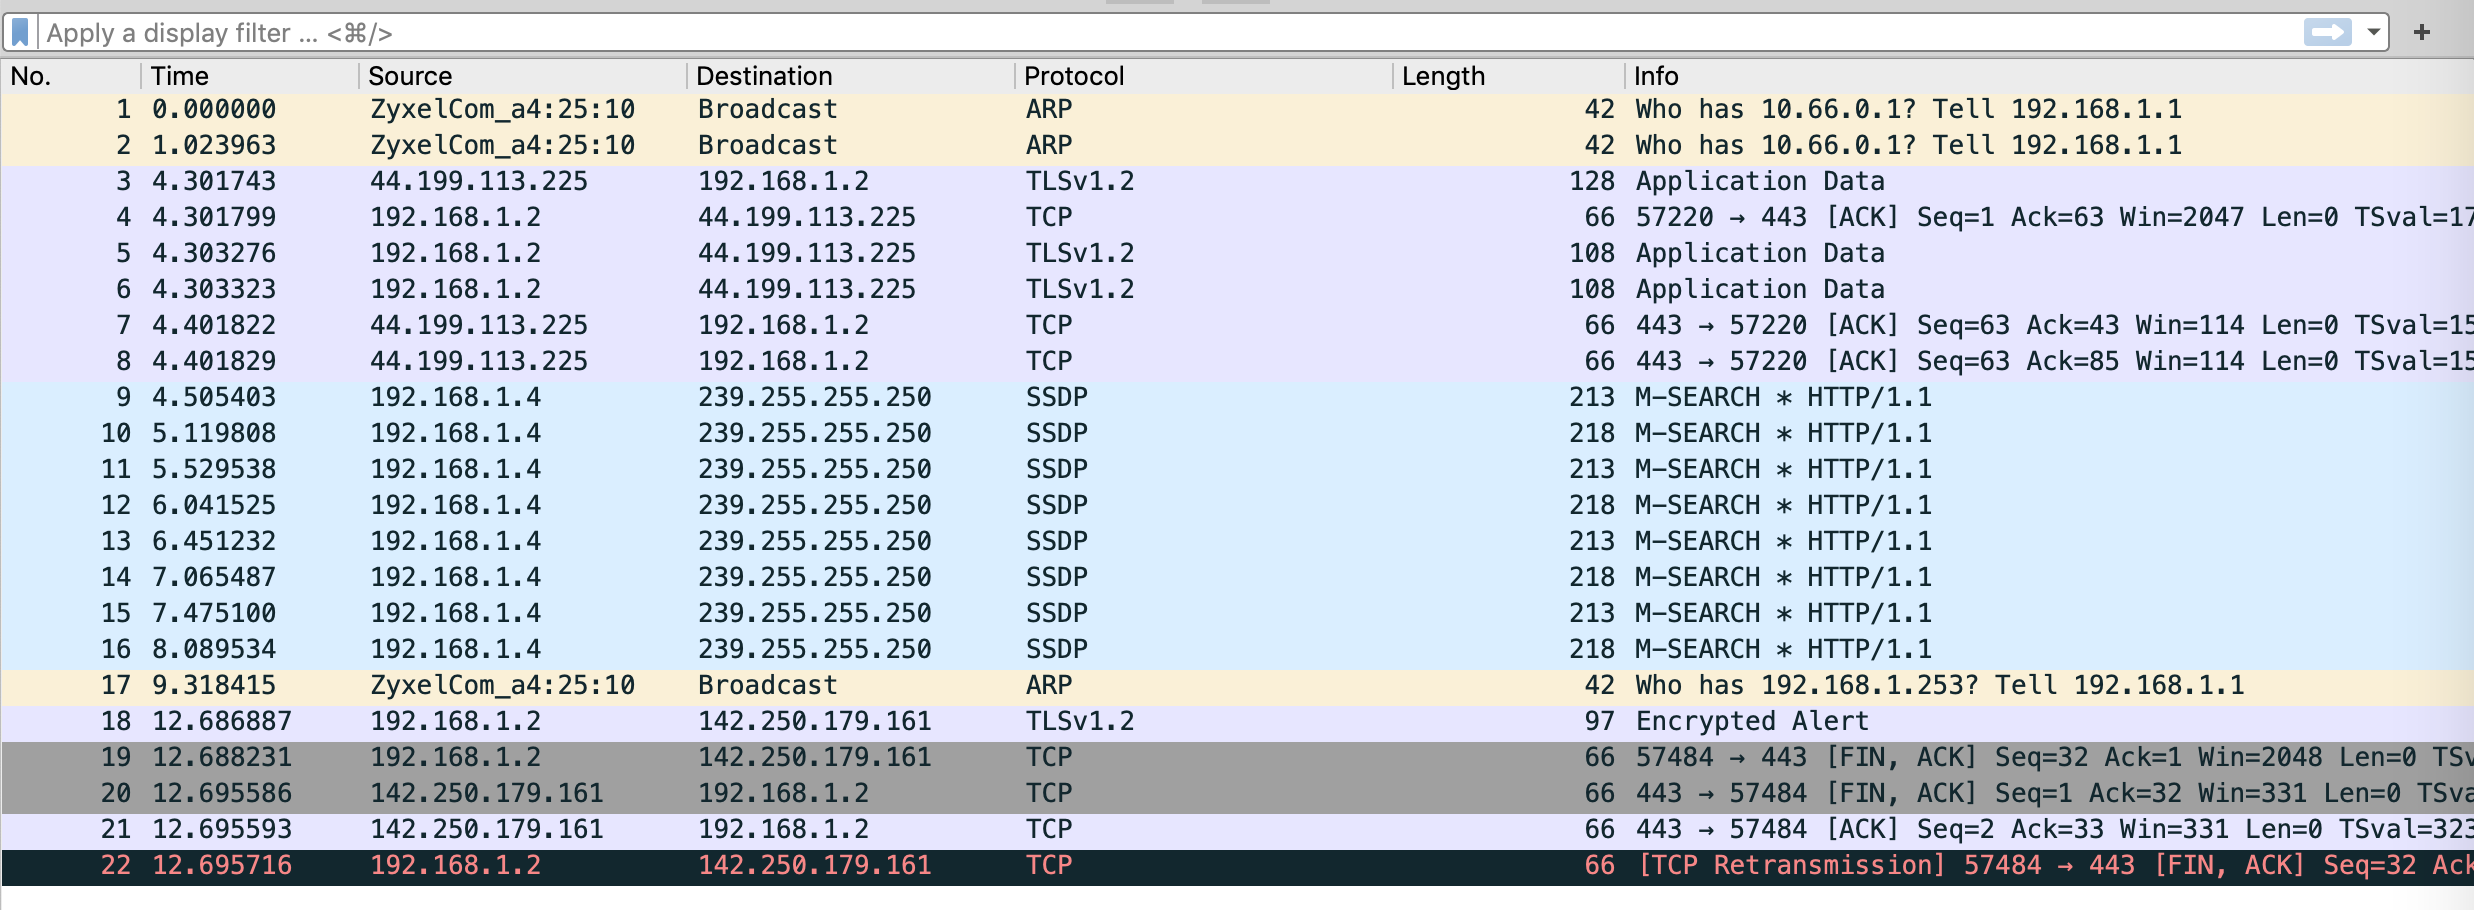 Apply a display filter ... <⌘/>
No. Time Source Destination Protocol Length Info
1 0.000000 ZyxelCom_a4:25:10 Broadcast ARP 42 Who has 10.66.0.1? Tell 192.168.1.1
2 1.023963 ZyxelCom_a4:25:10 Broadcast ARP 42 Who has 10.66.0.1? Tell 192.168.1.1
3 4.301743 44.199.113.225 192.168.1.2 TLSv1.2 128 Application Data
4 4.301799 192.168.1.2 44.199.113.225 TCP 66 57220 → 443 [ACK] Seq=1 Ack=63 Win=2047 Len=0 TSval=17
5 4.303276 192.168.1.2 44.199.113.225 TLSv1.2 108 Application Data
6 4.303323 192.168.1.2 44.199.113.225 TLSv1.2 108 Application Data
7 4.401822 44.199.113.225 192.168.1.2 TCP 66 443 → 57220 [ACK] Seq=63 Ack=43 Win=114 Len=0 TSval=15
8 4.401829 44.199.113.225 192.168.1.2 TCP 66 443 → 57220 [ACK] Seq=63 Ack=85 Win=114 Len=0 TSval=15
9 4.505403 192.168.1.4 239.255.255.250 SSDP 213 M-SEARCH * HTTP/1.1
10 5.119808 192.168.1.4 239.255.255.250 SSDP 218 M-SEARCH * HTTP/1.1
11 5.529538 192.168.1.4 239.255.255.250 SSDP 213 M-SEARCH * HTTP/1.1
12 6.041525 192.168.1.4 239.255.255.250 SSDP 218 M-SEARCH * HTTP/1.1
13 6.451232 192.168.1.4 239.255.255.250 SSDP 213 M-SEARCH * HTTP/1.1
14 7.065487 192.168.1.4 239.255.255.250 SSDP 218 M-SEARCH * HTTP/1.1
15 7.475100 192.168.1.4 239.255.255.250 SSDP 213 M-SEARCH * HTTP/1.1
16 8.089534 192.168.1.4 239.255.255.250 SSDP 218 M-SEARCH * HTTP/1.1
17 9.318415 ZyxelCom_a4:25:10 Broadcast ARP 42 Who has 192.168.1.253? Tell 192.168.1.1
18 12.686887 192.168.1.2 142.250.179.161 TLSv1.2 97 Encrypted Alert
19 12.688231 192.168.1.2 142.250.179.161 TCP 66 57484 → 443 [FIN, ACK] Seq=32 Ack=1 Win=2048 Len=0 TSv
20 12.695586 142.250.179.161 192.168.1.2 TCP 66 443 → 57484 [FIN, ACK] Seq=1 Ack=32 Win=331 Len=0 TSva
21 12.695593 142.250.179.161 192.168.1.2 TCP 66 443 → 57484 [ACK] Seq=2 Ack=33 Win=331 Len=0 TSval=323
22 12.695716 192.168.1.2 142.250.179.161 TCP 66 [TCP Retransmission] 57484 → 443 [FIN, ACK] Seq=32 Ack